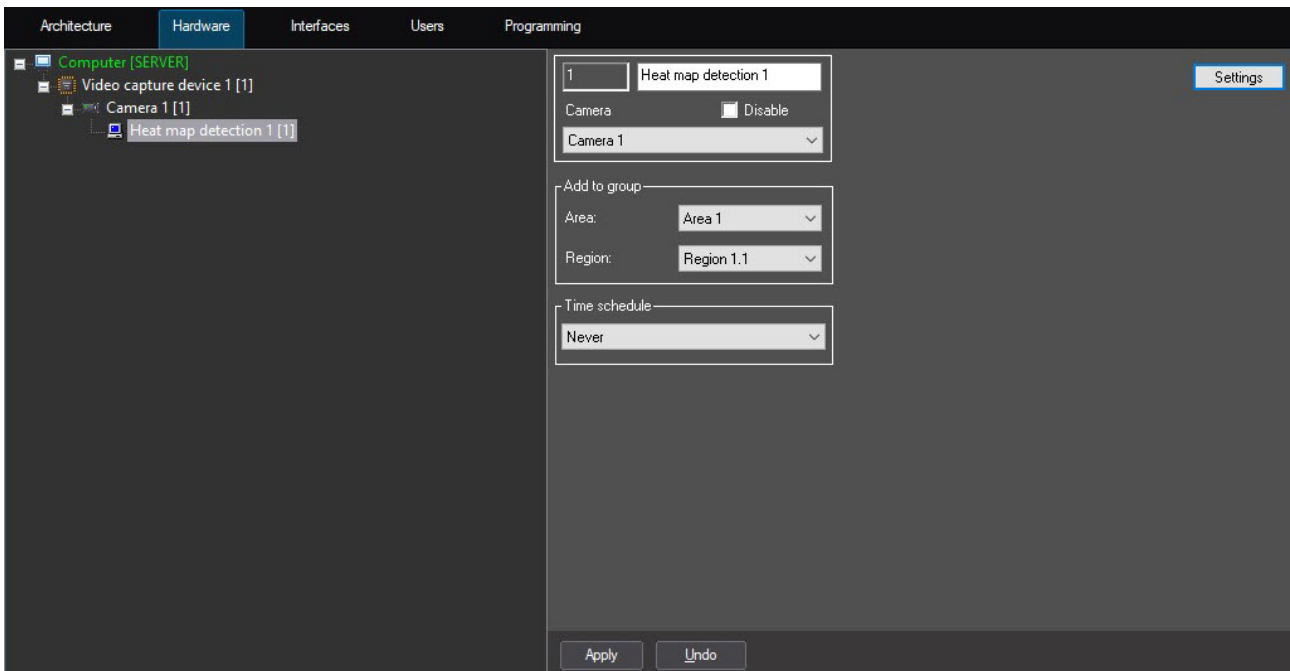 Architecture Hardware Interfaces Users Programming
Computer [SERVER]
Video capture device 1 [1]
Camera 1 [1]
Heat map detection 1 [1]
1 Heat map detection 1
Settings
Camera Disable
Camera 1
Add to group
Area: Area 1
Region: Region 1.1
Time schedule
Never
Apply Undo